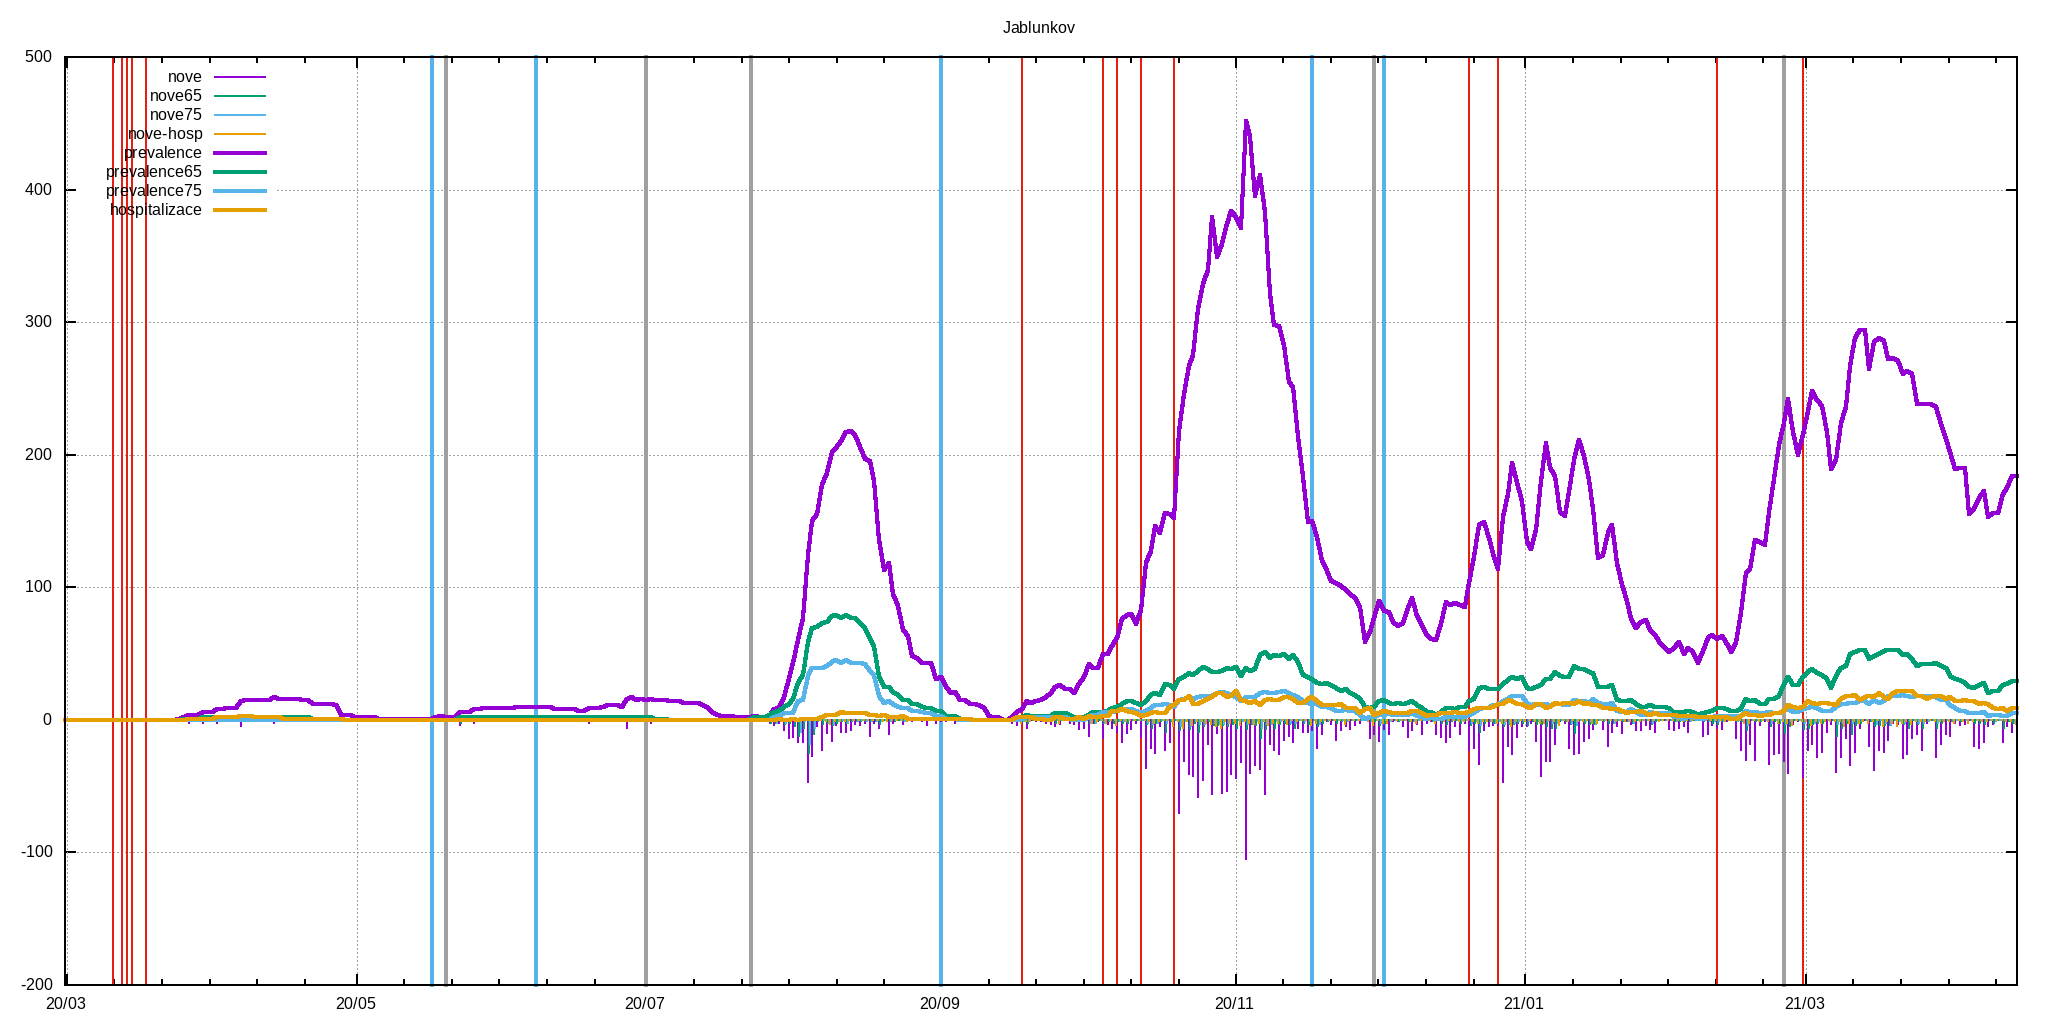 Jablunkov
500
400
300
200
100
0
-100
-200
nove
nove65
nove75
nove-hosp
prevalence
prevalence65
prevalence75
hospitalizace
20/03 20/05 20/07 20/09 20/11 21/01 21/03